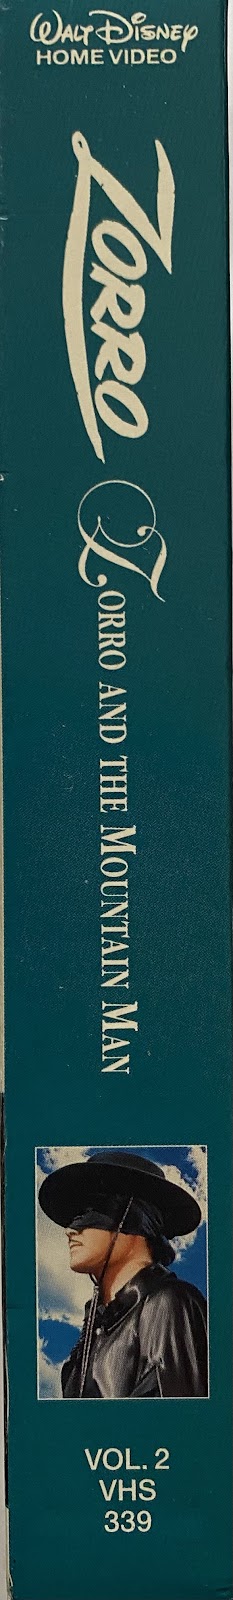 WALT DISNEY
HOME VIDEO
ZORRO
ZORRO AND THE MOUNTAIN MAN
VOL. 2
VHS
339